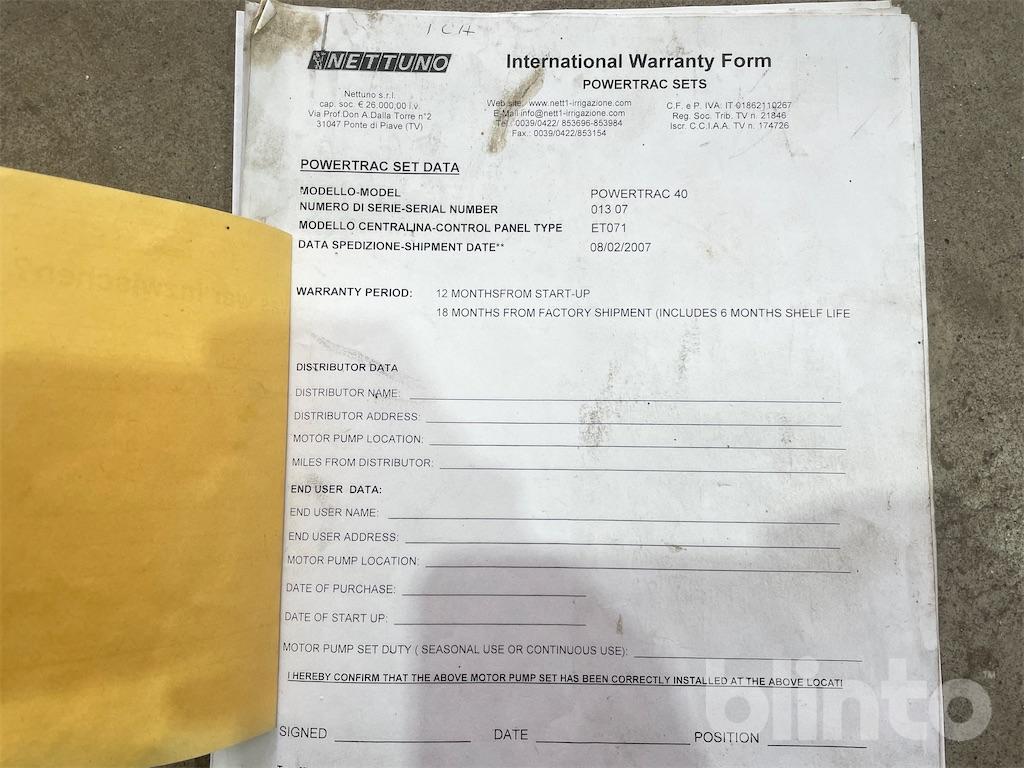 1CH
NETTUNO
International Warranty Form
POWERTRAC SETS
Nettuno s.r.l.
cap. soc. € 26.000,00 i.v.
Via Prof.Don A.Dalla Torre n°2
31047 Ponte di Piave (TV)
Web site: www.nett1-irrigazione.com
E.Mail info@nett1-irrigazione.com
Tel.: 0039/0422/ 853696-853984
Fax.: 0039/0422/853154
C.F. e P. IVA: IT 01862110267
Reg. Soc. Trib. TV n. 21846
Iscr. C.C.I.A.A. TV n. 174726
POWERTRAC SET DATA
MODELLO-MODEL POWERTRAC 40
NUMERO DI SERIE-SERIAL NUMBER 013 07
MODELLO CENTRALINA-CONTROL PANEL TYPE ET071
DATA SPEDIZIONE-SHIPMENT DATE** 08/02/2007
WARRANTY PERIOD: 12 MONTHSFROM START-UP
18 MONTHS FROM FACTORY SHIPMENT (INCLUDES 6 MONTHS SHELF LIFE
DISTRIBUTOR DATA
DISTRIBUTOR NAME:
DISTRIBUTOR ADDRESS:
MOTOR PUMP LOCATION:
MILES FROM DISTRIBUTOR:
END USER DATA:
END USER NAME:
END USER ADDRESS:
MOTOR PUMP LOCATION:
DATE OF PURCHASE:
DATE OF START UP:
MOTOR PUMP SET DUTY ( SEASONAL USE OR CONTINUOUS USE):
I HEREBY CONFIRM THAT THE ABOVE MOTOR PUMP SET HAS BEEN CORRECTLY INSTALLED AT THE ABOVE LOCATI
SIGNED DATE POSITION
blinto™